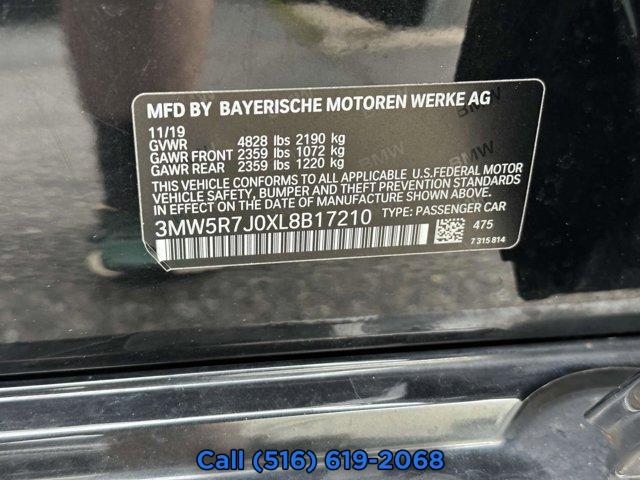 MFD BY BAYERISCHE MOTOREN WERKE AG
11/19
GVWR 4828 lbs 2190 kg
GAWR FRONT 2359 lbs 1072 kg
GAWR REAR 2359 lbs 1220 kg
THIS VEHICLE CONFORMS TO ALL APPLICABLE U.S.FEDERAL MOTOR
VEHICLE SAFETY, BUMPER AND THEFT PREVENTION
STANDARDS IN EFFECT ON THE DATE OF MANUFACTURE SHOWN ABOVE.
3MW5R7J0XL8B17210 TYPE: PASSENGER CAR
475
7 315 814
Call (516) 619-2068